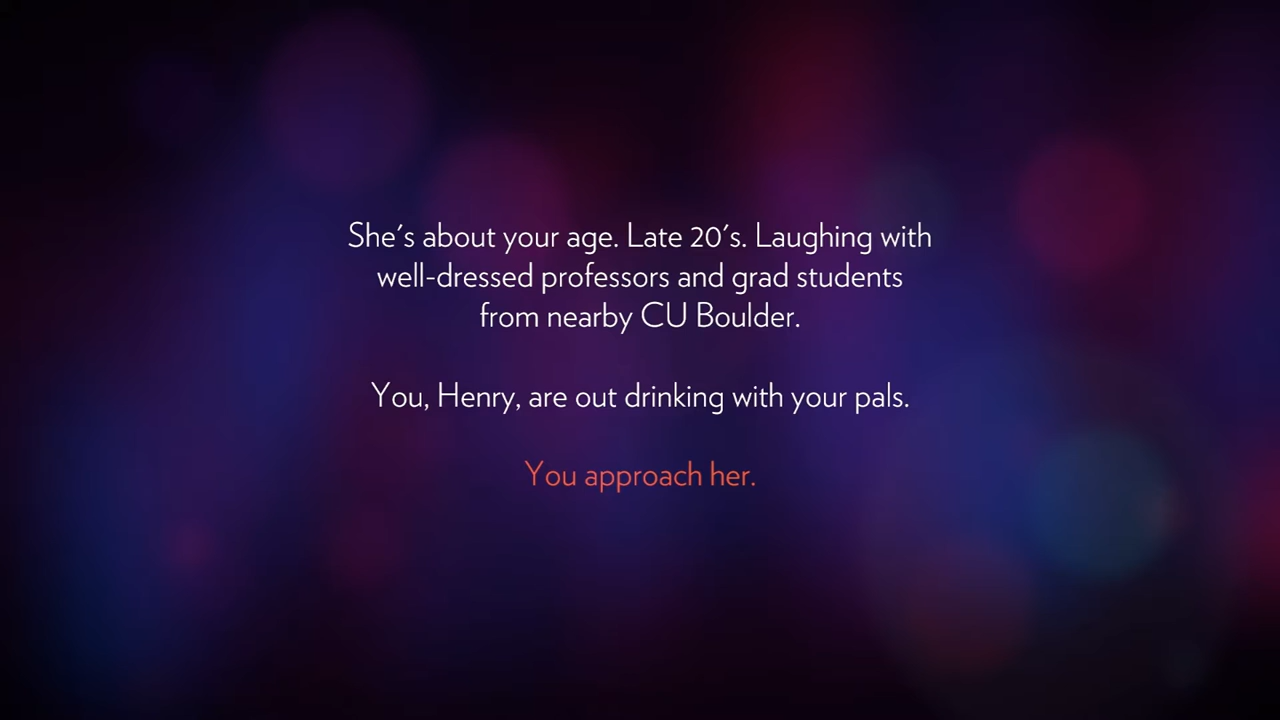 She's about your age. Late 20's. Laughing with
well-dressed professors and grad students
from nearby CU Boulder.
You, Henry, are out drinking with your pals.
You approach her.